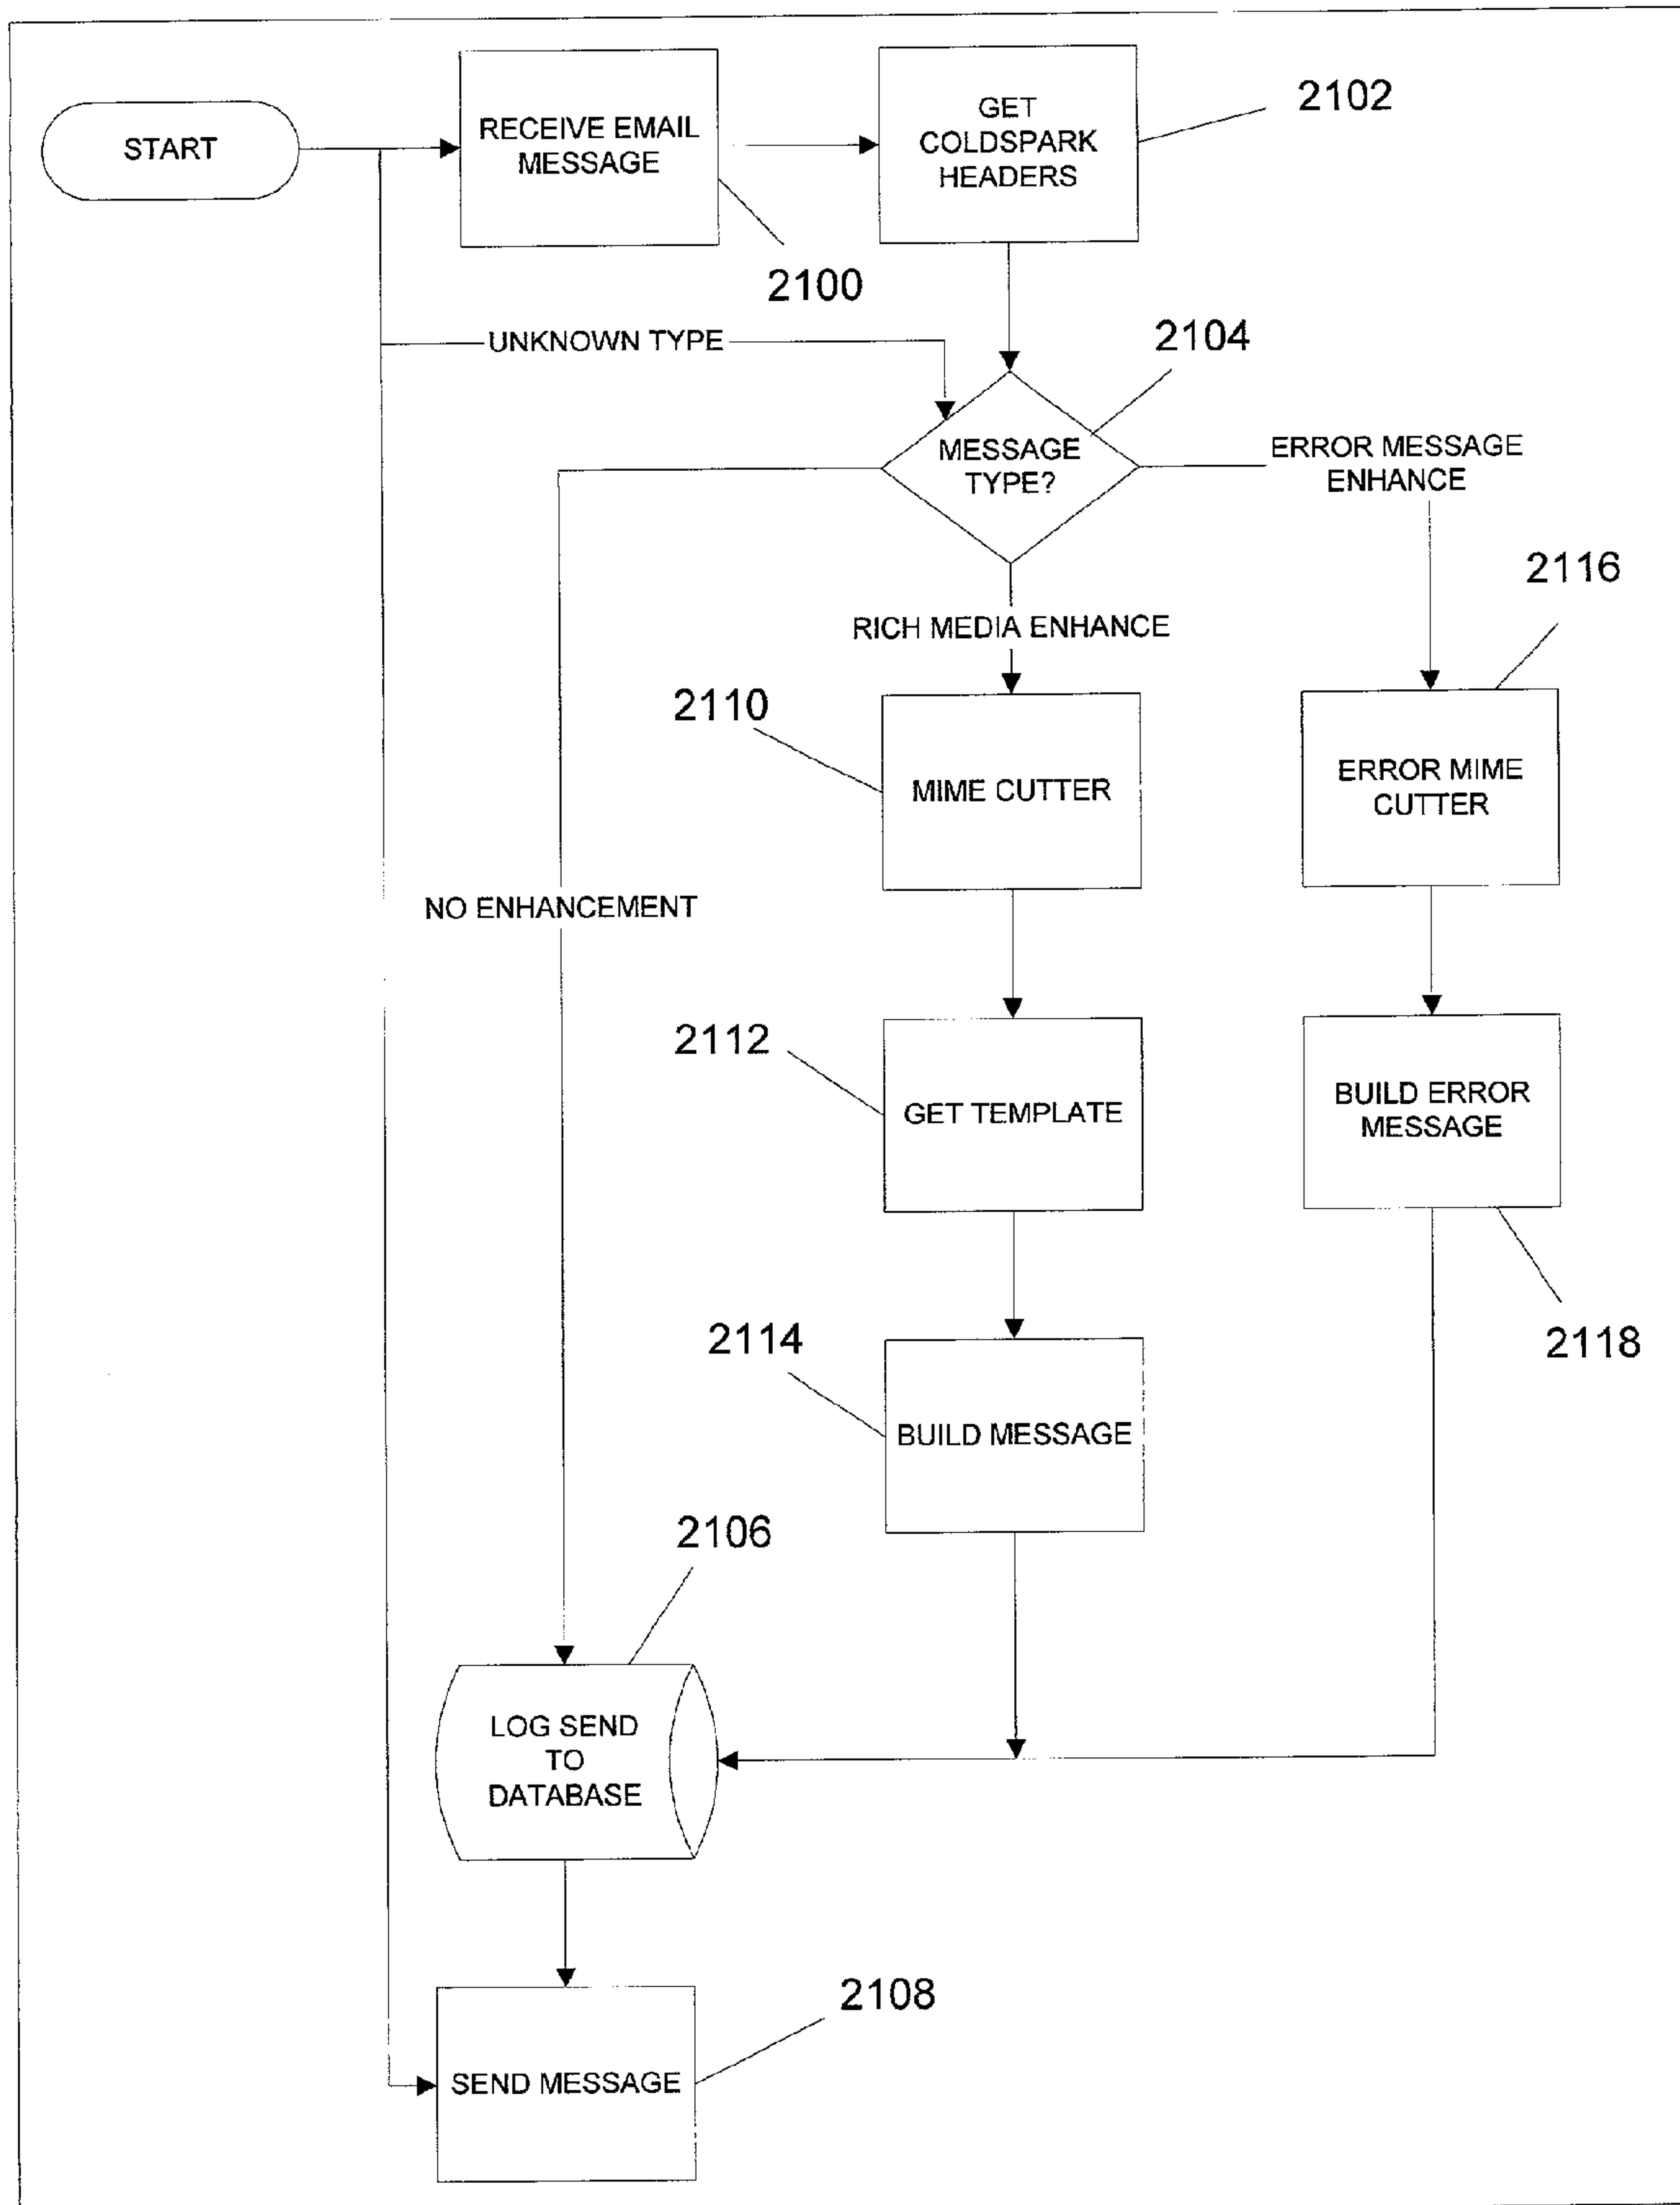 START
RECEIVE EMAIL
MESSAGE
2100
GET
COLDSPARK
HEADERS
2102
UNKNOWN TYPE
2104
MESSAGE
TYPE?
ERROR MESSAGE
ENHANCE
RICH MEDIA ENHANCE
2116
2110
MIME CUTTER
ERROR MIME
CUTTER
NO ENHANCEMENT
2112
GET TEMPLATE
BUILD ERROR
MESSAGE
2118
2114
BUILD MESSAGE
2106
LOG SEND
TO
DATABASE
2108
SEND MESSAGE